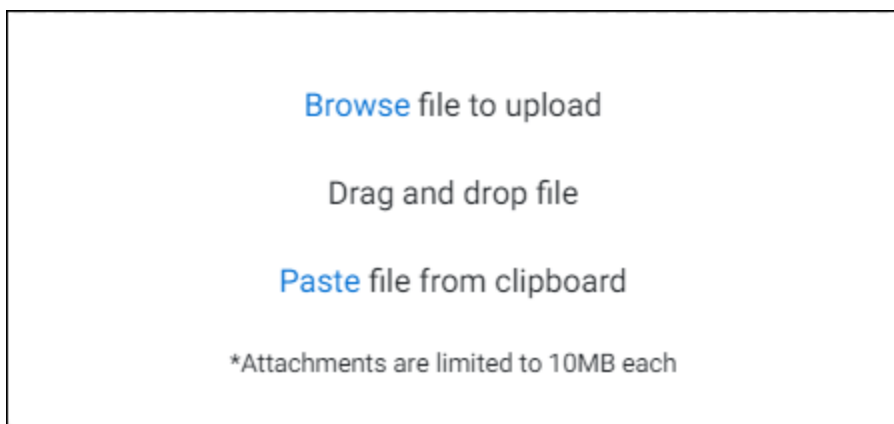 Browse file to upload
Drag and drop file
Paste file from clipboard
*Attachments are limited to 10MB each